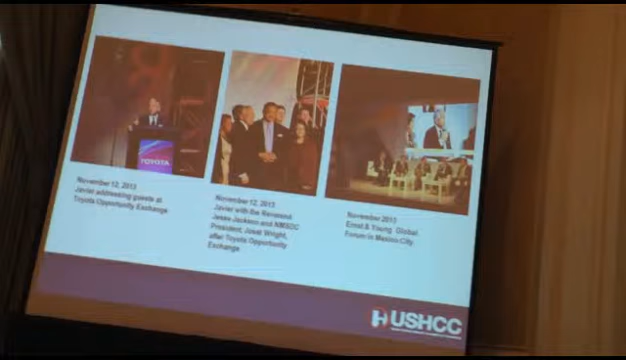 TOYOTA
November 12, 2013
Javier addressing guests at
Toyota Opportunity Exchange
November 12, 2013
Javier with the Reverend
Jesse Jackson and NMSDC
President, Joset Wright,
after Toyota Opportunity
Exchange
November 2013
Ernst & Young Global
Forum in Mexico City
USHCC